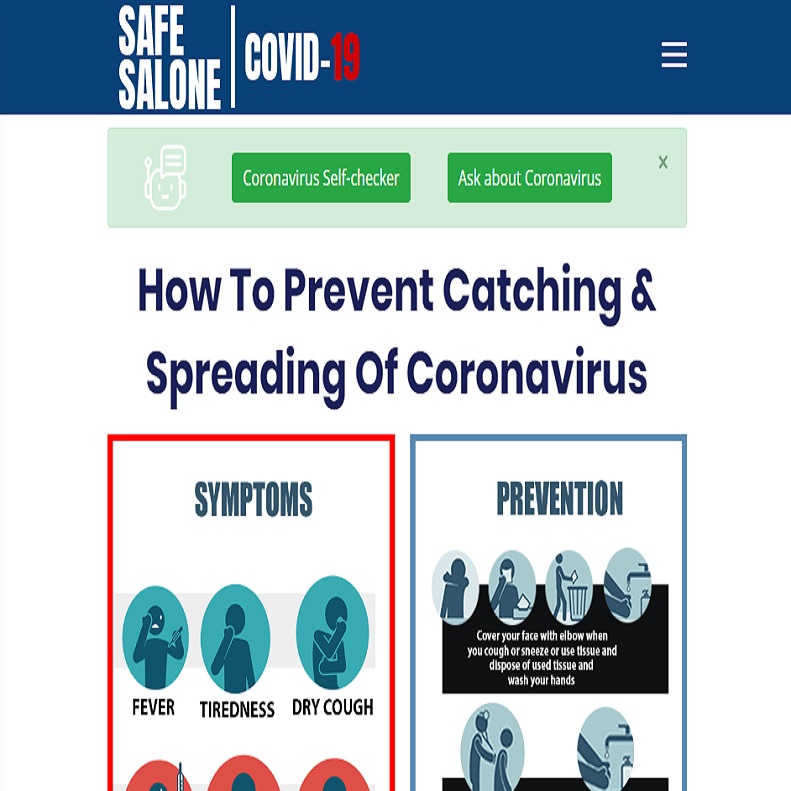 SAFE
SALONE
COVID-19
Coronavirus Self-checker
Ask about Coronavirus
x
How To Prevent Catching &
Spreading Of Coronavirus
SYMPTOMS
FEVER
TIREDNESS
DRY COUGH
PREVENTION
Cover your face with elbow when
you cough or sneeze or use tissue and
dispose of used tissue and
wash your hands